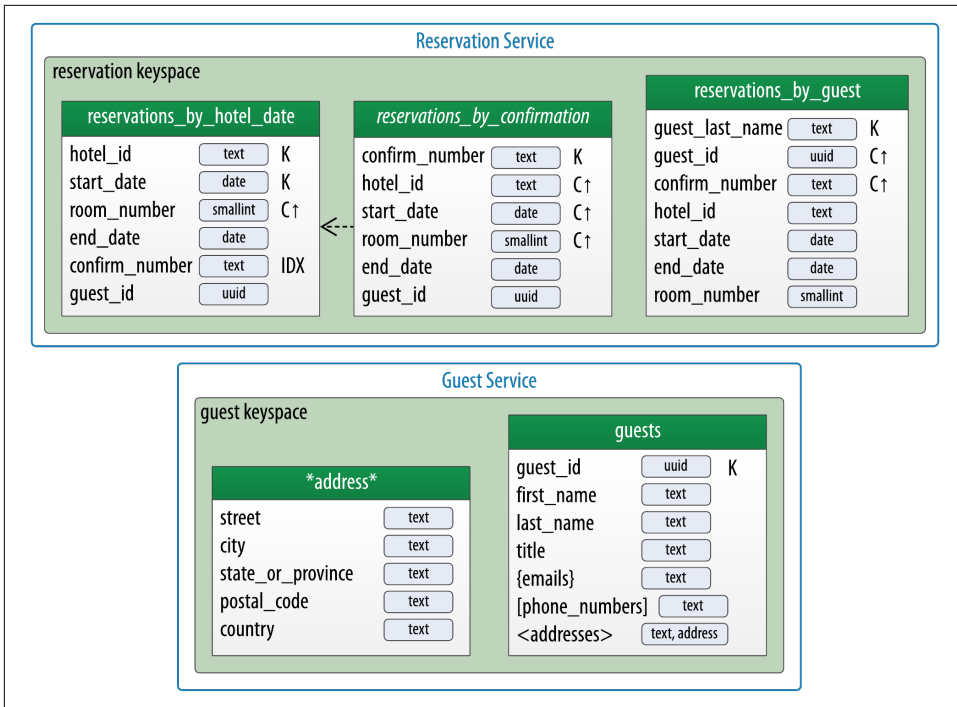 Reservation Service
reservation keyspace
reservations_by_hotel_date
hotel_id text K
start_date date K
room_number smallint C↑
end_date date
confirm_number text IDX
guest_id uuid
reservations_by_confirmation
confirm_number text K
hotel_id text C↑
start_date date C↑
room_number smallint C↑
end_date date
guest_id uuid
reservations_by_guest
guest_last_name text K
guest_id uuid C↑
confirm_number text C↑
hotel_id text
start_date date
end_date date
room_number smallint
Guest Service
guest keyspace
*address*
street text
city text
state_or_province text
postal_code text
country text
guests
guest_id uuid K
first_name text
last_name text
title text
{emails} text
[phone_numbers] text
<addresses> text, address